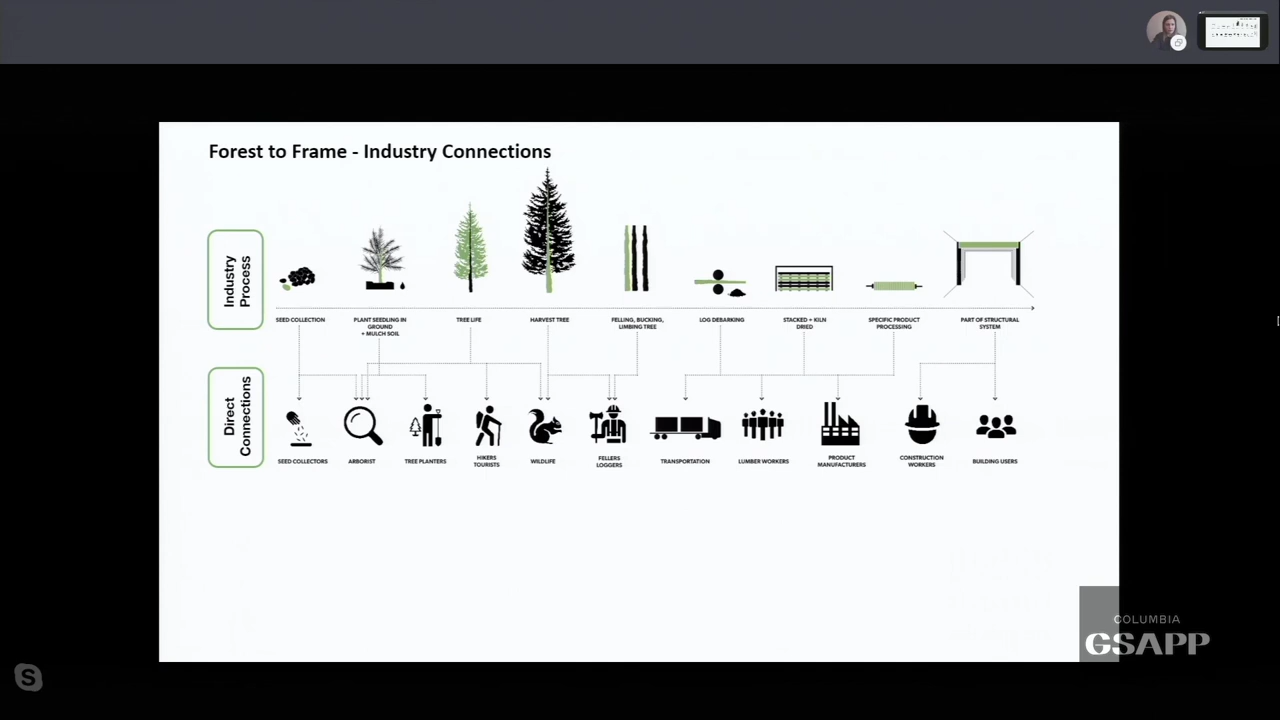 Forest to Frame - Industry Connections
Industry
Process
SEED COLLECTION
PLANT SEEDLING IN
GROUND
+ MULCH SOIL
TREE LIFE
HARVEST TREE
FELLING, BUCKING,
LIMBING TREE
LOG DEBARKING
STACKED + KILN
DRIED
SPECIFIC PRODUCT
PROCESSING
PART OF STRUCTURAL
SYSTEM
Direct
Connections
SEED COLLECTORS
ARBORIST
TREE PLANTERS
HIKERS
TOURISTS
WILDLIFE
FELLERS
LOGGERS
TRANSPORTATION
LUMBER WORKERS
PRODUCT
MANUFACTURERS
CONSTRUCTION
WORKERS
BUILDING USERS
COLUMBIA
GSAPP
S